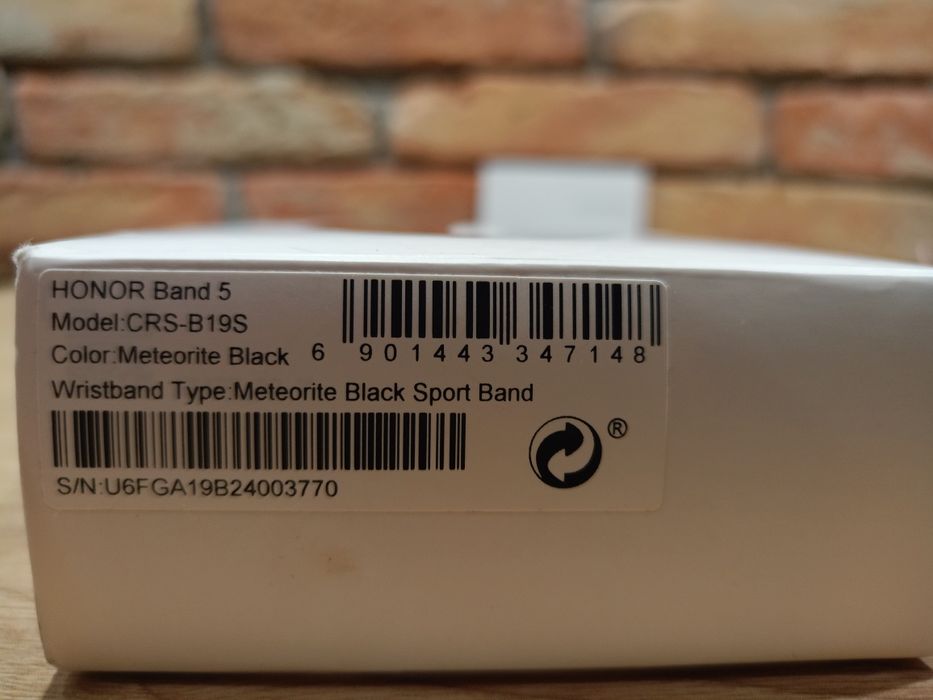 HONOR Band 5
Model:CRS-B19S
Color:Meteorite Black
6 901443 347148
Wristband Type:Meteorite Black Sport Band
®
S/N:U6FGA19B24003770